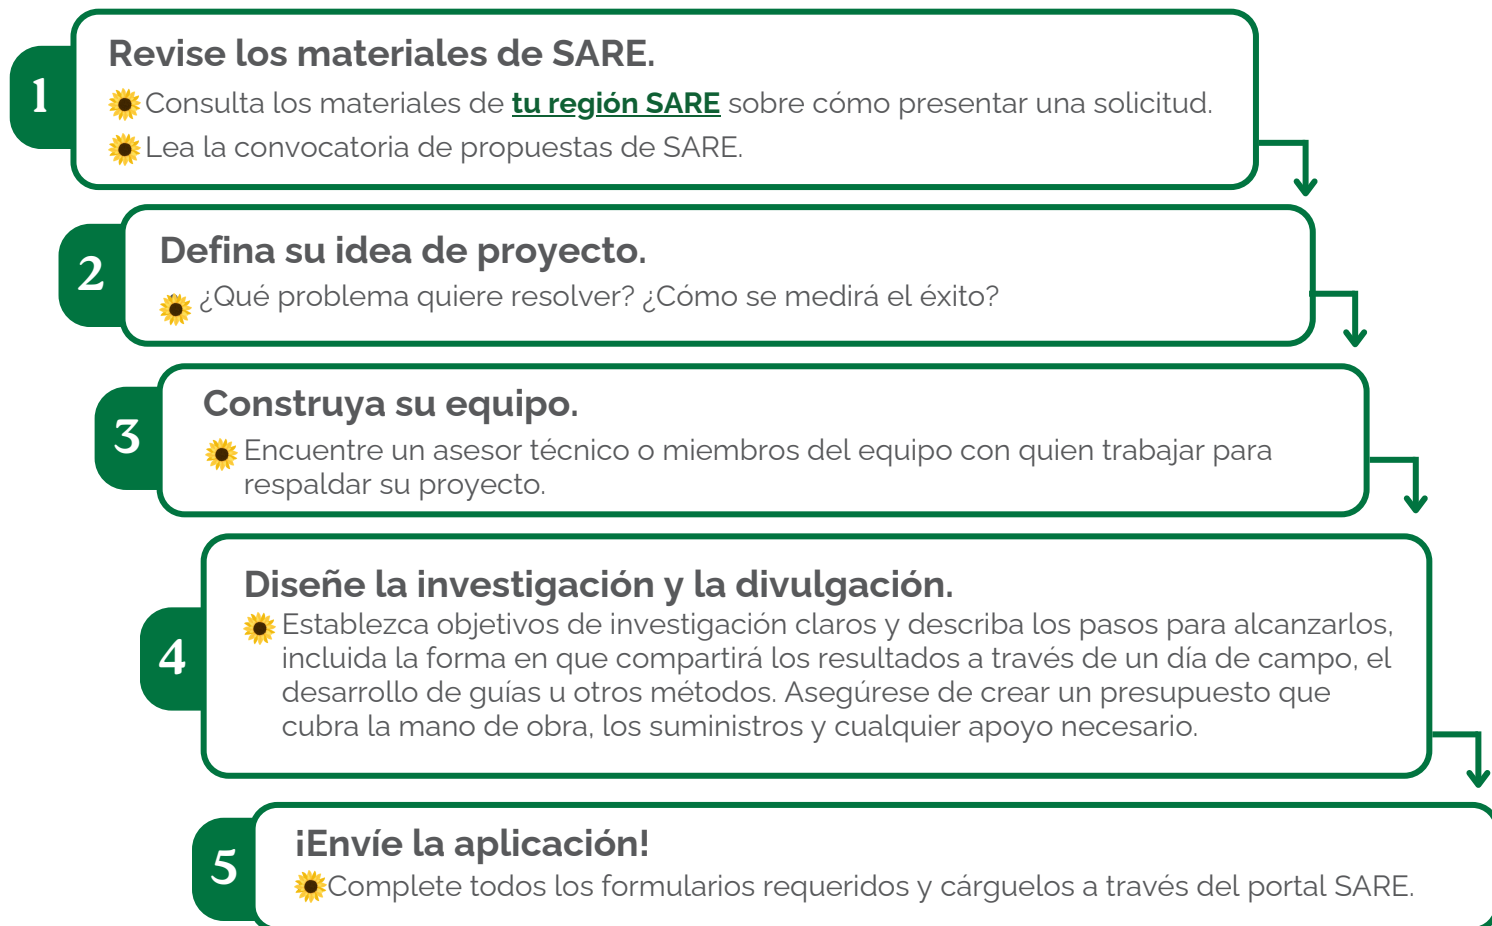 1
Revise los materiales de SARE.
Consulta los materiales de tu región SARE sobre cómo presentar una solicitud.
Lea la convocatoria de propuestas de SARE.
2
Defina su idea de proyecto.
¿Qué problema quiere resolver? ¿Cómo se medirá el éxito?
3
Construya su equipo.
Encuentre un asesor técnico o miembros del equipo con quien trabajar para
respaldar su proyecto.
4
Diseñe la investigación y la divulgación.
Establezca objetivos de investigación claros y describa los pasos para alcanzarlos,
incluida la forma en que compartirá los resultados a través de un día de campo, el
desarrollo de guías u otros métodos. Asegúrese de crear un presupuesto que
cubra la mano de obra, los suministros y cualquier apoyo necesario.
5
¡Envíe la aplicación!
Complete todos los formularios requeridos y cárguelos a través del portal SARE.